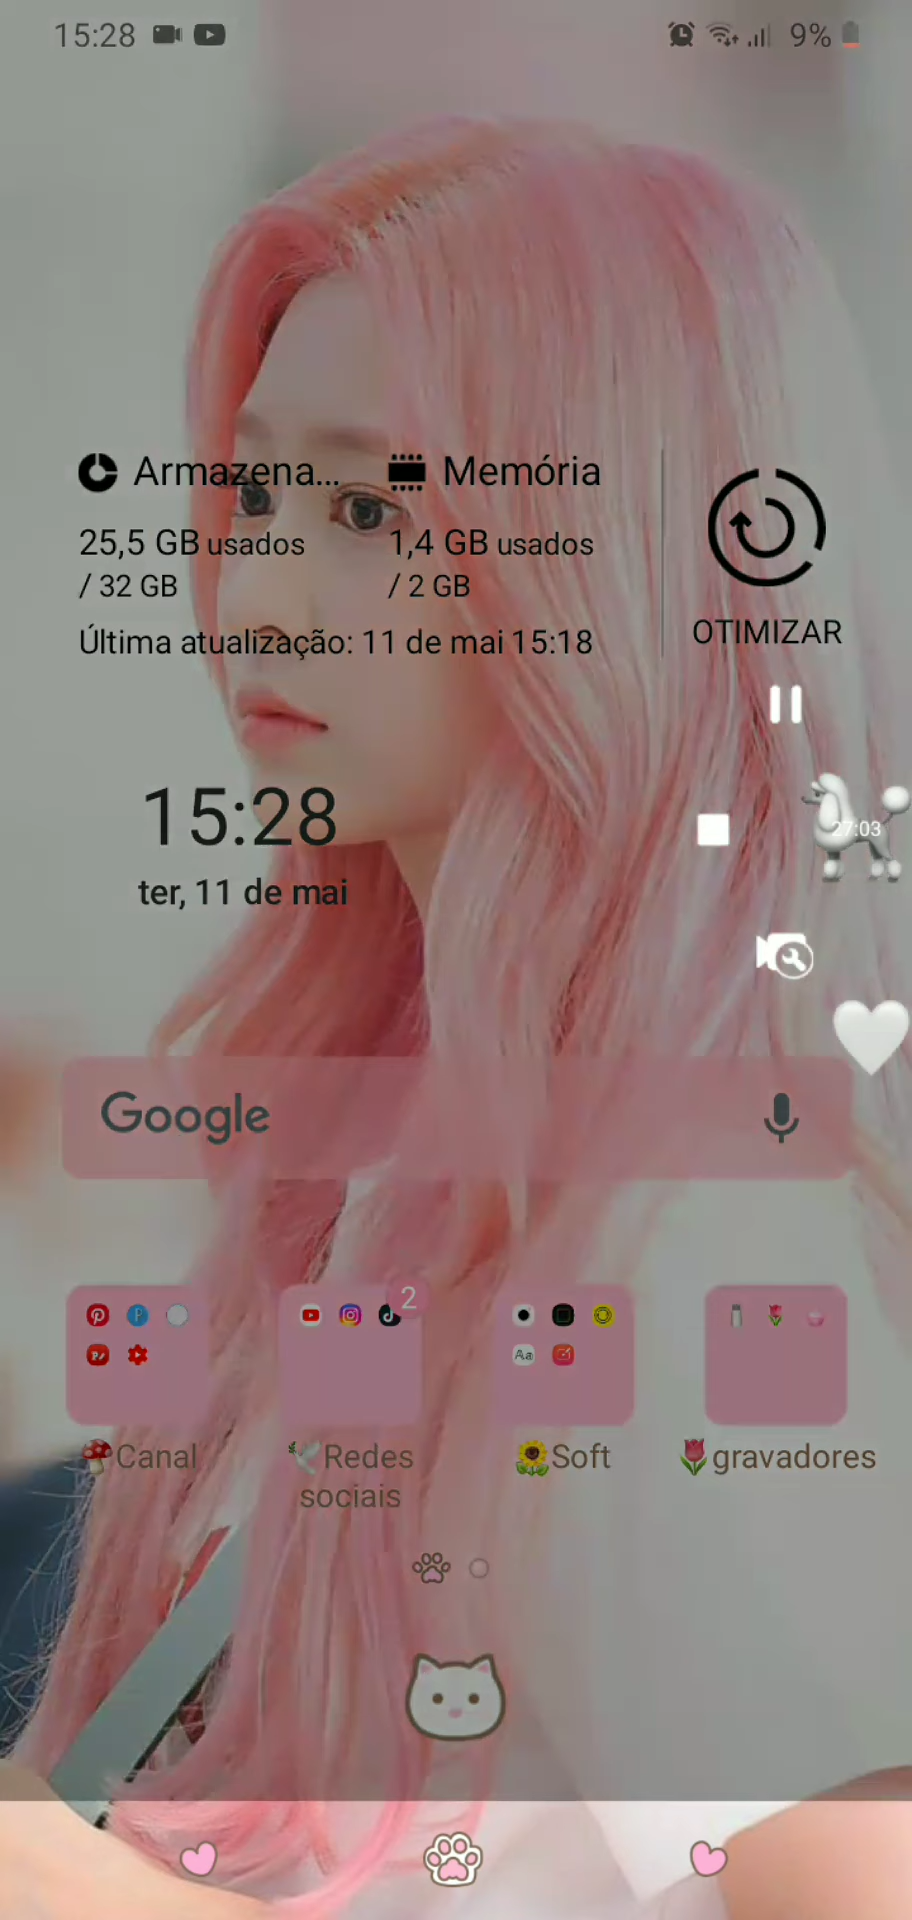 15:28
9%
Armazena...
Memória
25,5 GB usados
/ 32 GB
1,4 GB usados
/ 2 GB
Última atualização: 11 de mai 15:18
OTIMIZAR
15:28
ter, 11 de mai
27:03
Google
2
Aa
🍄Canal
🕊Redes sociais
🌻Soft
🌷gravadores